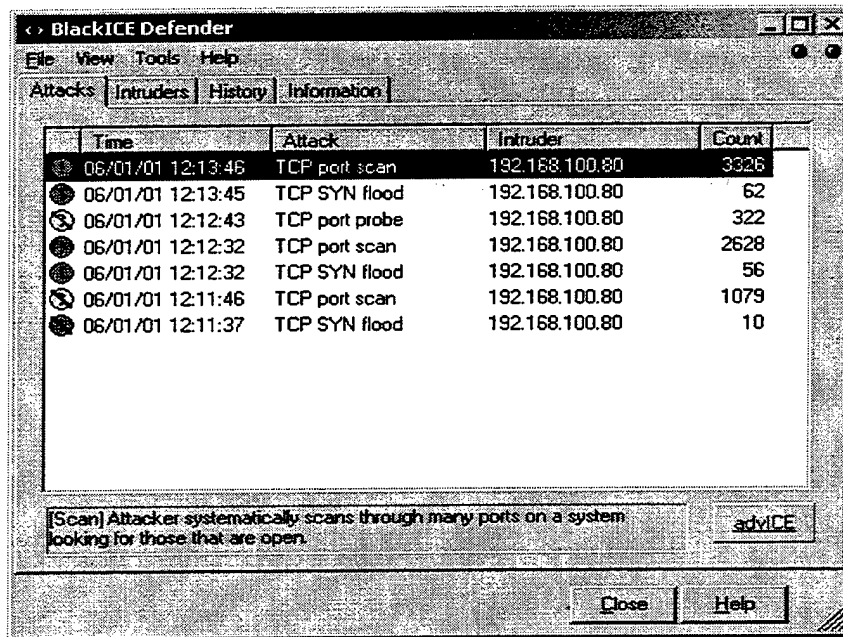 <> BlackICE Defender
File View Tools Help
Attacks Intruders History Information
Time Attack Intruder Count
06/01/01 12:13:46 TCP port scan 192.168.100.80 3326
06/01/01 12:13:45 TCP SYN flood 192.168.100.80 62
06/01/01 12:12:43 TCP port probe 192.168.100.80 322
06/01/01 12:12:32 TCP port scan 192.168.100.80 2628
06/01/01 12:12:32 TCP SYN flood 192.168.100.80 56
06/01/01 12:11:46 TCP port scan 192.168.100.80 1079
06/01/01 12:11:37 TCP SYN flood 192.168.100.80 10
[Scan] Attacker systematically scans through many ports on a system
looking for those that are open.
advICE
Close Help